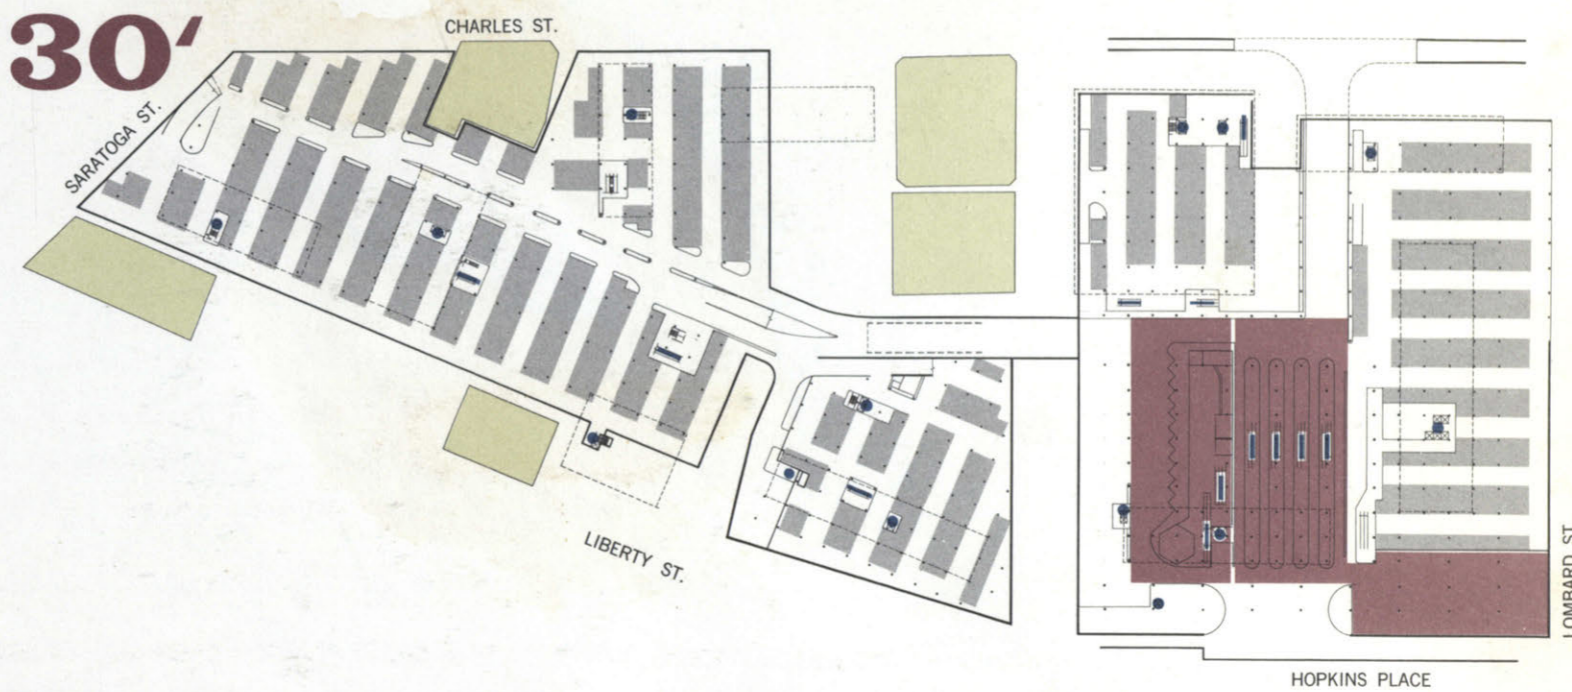 30'
CHARLES ST.
SARATOGA ST.
LIBERTY ST.
LOMBARD ST
HOPKINS PLACE